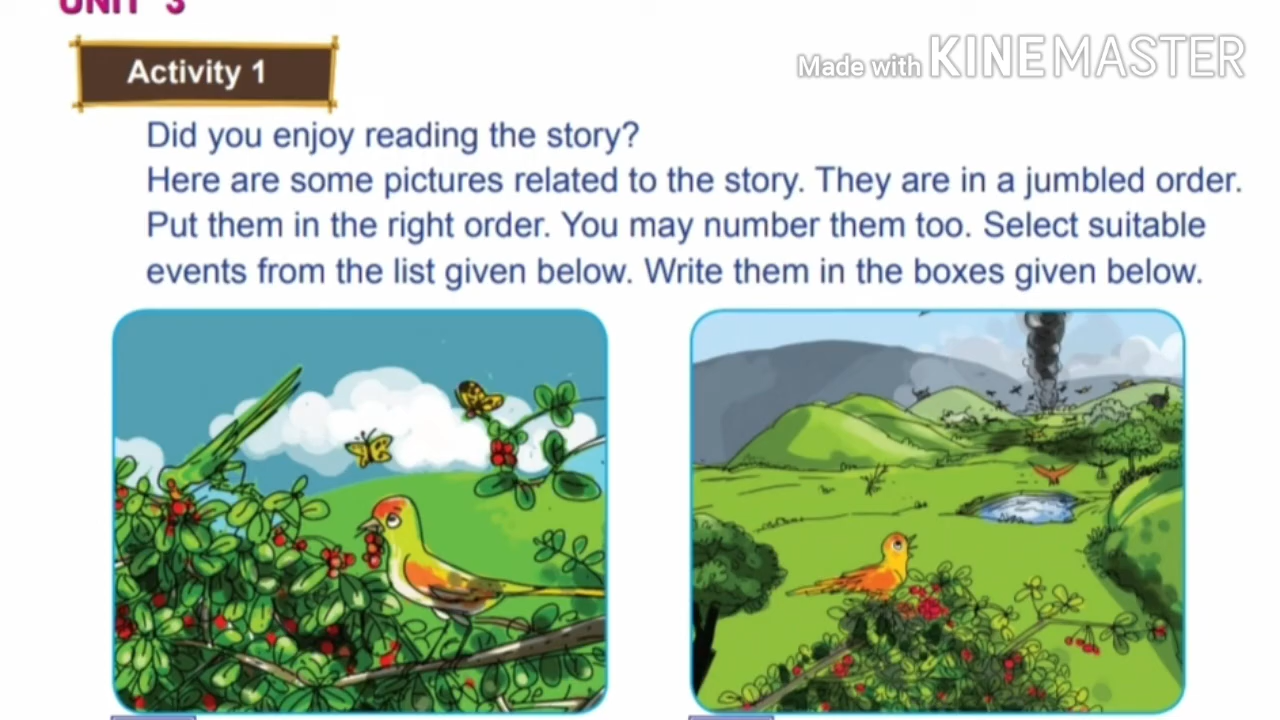 UNIT 3
Made with KINEMASTER
Activity 1
Did you enjoy reading the story?
Here are some pictures related to the story. They are in a jumbled order.
Put them in the right order. You may number them too. Select suitable
events from the list given below. Write them in the boxes given below.